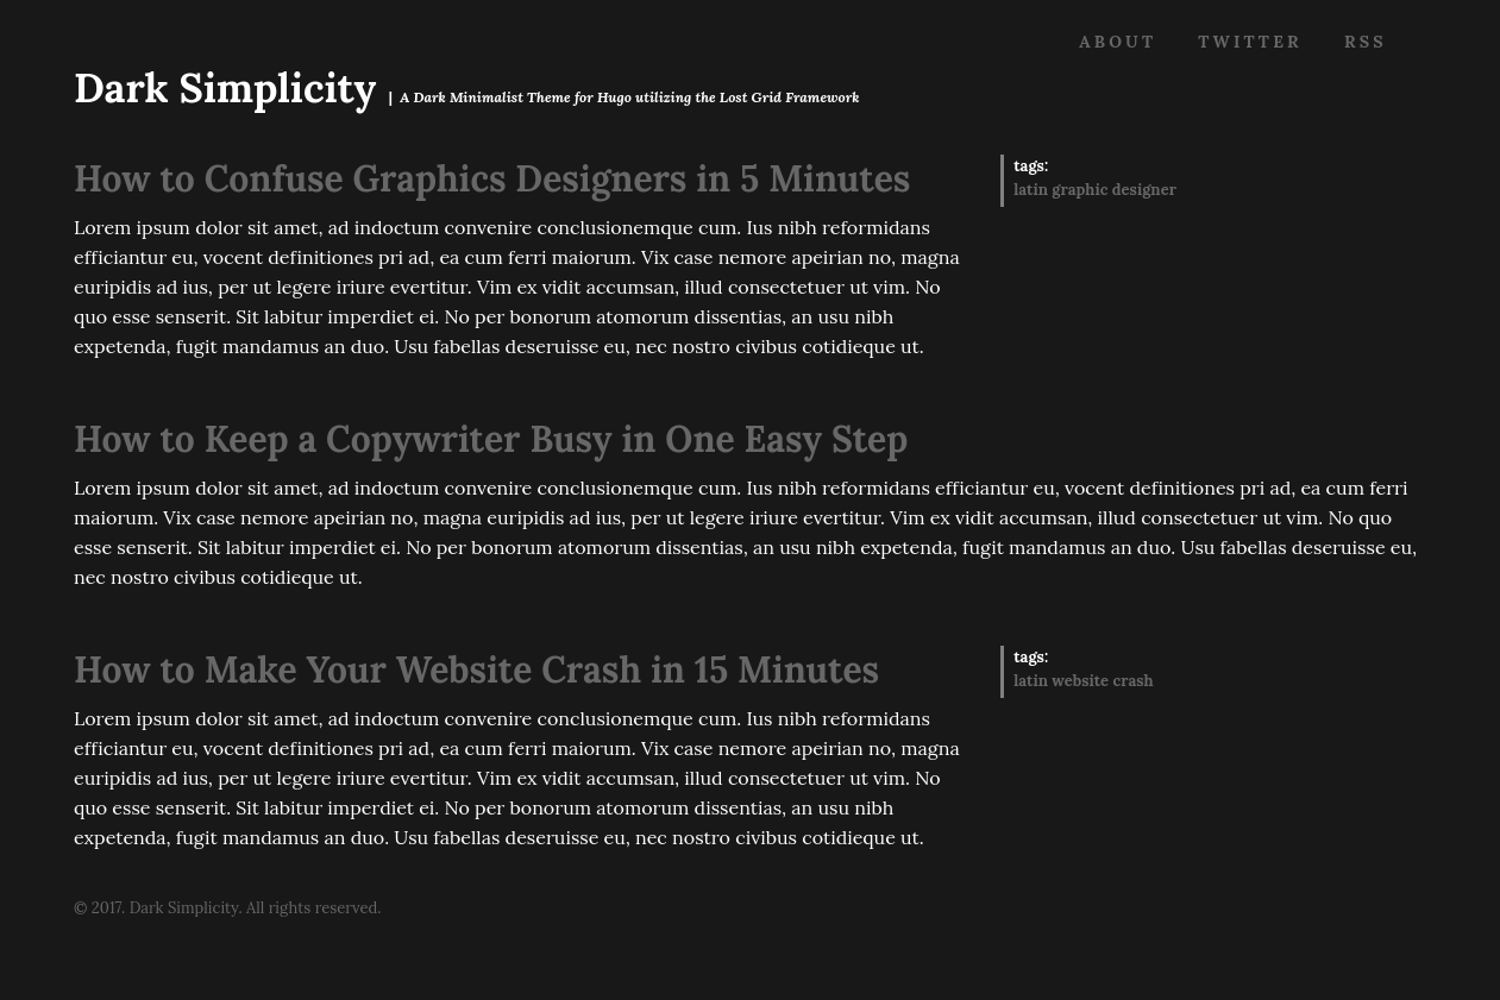 ABOUT TWITTER RSS
Dark Simplicity | A Dark Minimalist Theme for Hugo utilizing the Lost Grid Framework
How to Confuse Graphics Designers in 5 Minutes
Lorem ipsum dolor sit amet, ad indoctum convenire conclusionemque cum. Ius nibh reformidans
efficiantur eu, vocent definitiones pri ad, ea cum ferri maiorum. Vix case nemore apeirian no, magna
euripidis ad ius, per ut legere iriure evertitur. Vim ex vidit accumsan, illud consectetuer ut vim. No
quo esse senserit. Sit labitur imperdiet ei. No per bonorum atomorum dissentias, an usu nibh
expetenda, fugit mandamus an duo. Usu fabellas deseruisse eu, nec nostro civibus cotidieque ut.
tags:
latin graphic designer
How to Keep a Copywriter Busy in One Easy Step
Lorem ipsum dolor sit amet, ad indoctum convenire conclusionemque cum. Ius nibh reformidans efficiantur eu, vocent definitiones pri ad, ea cum ferri
maiorum. Vix case nemore apeirian no, magna euripidis ad ius, per ut legere iriure evertitur. Vim ex vidit accumsan, illud consectetuer ut vim. No quo
esse senserit. Sit labitur imperdiet ei. No per bonorum atomorum dissentias, an usu nibh expetenda, fugit mandamus an duo. Usu fabellas deseruisse eu,
nec nostro civibus cotidieque ut.
How to Make Your Website Crash in 15 Minutes
Lorem ipsum dolor sit amet, ad indoctum convenire conclusionemque cum. Ius nibh reformidans
efficiantur eu, vocent definitiones pri ad, ea cum ferri maiorum. Vix case nemore apeirian no, magna
euripidis ad ius, per ut legere iriure evertitur. Vim ex vidit accumsan, illud consectetuer ut vim. No
quo esse senserit. Sit labitur imperdiet ei. No per bonorum atomorum dissentias, an usu nibh
expetenda, fugit mandamus an duo. Usu fabellas deseruisse eu, nec nostro civibus cotidieque ut.
tags:
latin website crash
© 2017. Dark Simplicity. All rights reserved.